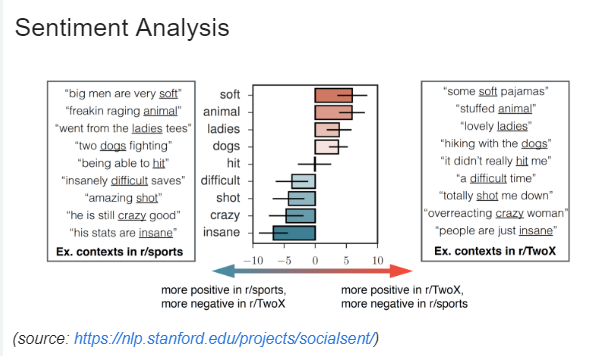 Sentiment Analysis
"big men are very soft"
"freakin raging animal"
"went from the ladies tees"
"two dogs fighting"
"being able to hit"
"insanely difficult saves"
"amazing shot"
"he is still crazy good"
"his stats are insane"
Ex. contexts in r/sports
soft
animal
ladies
dogs
hit
difficult
shot
crazy
insane
−10 −5 0 5 10
more positive in r/sports,
more negative in r/TwoX
more positive in r/TwoX,
more negative in r/sports
"some soft pajamas"
"stuffed animal"
"lovely ladies"
"hiking with the dogs"
"it didn't really hit me"
"a difficult time"
"totally shot me down"
"overreacting crazy woman"
"people are just insane"
Ex. contexts in r/TwoX
(source: https://nlp.stanford.edu/projects/socialsent/)